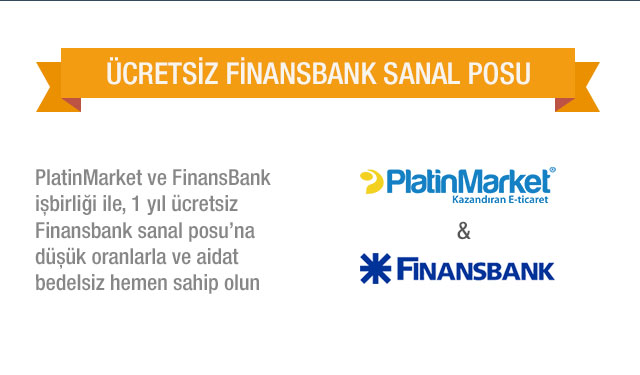 ÜCRETSİZ FİNANSBANK SANAL POSU
PlatinMarket ve FinansBank
işbirliği ile, 1 yıl ücretsiz
Finansbank sanal posu'na
düşük oranlarla ve aidat
bedelsiz hemen sahip olun
PlatinMarket®
Kazandıran E-ticaret
&
FINANSBANK